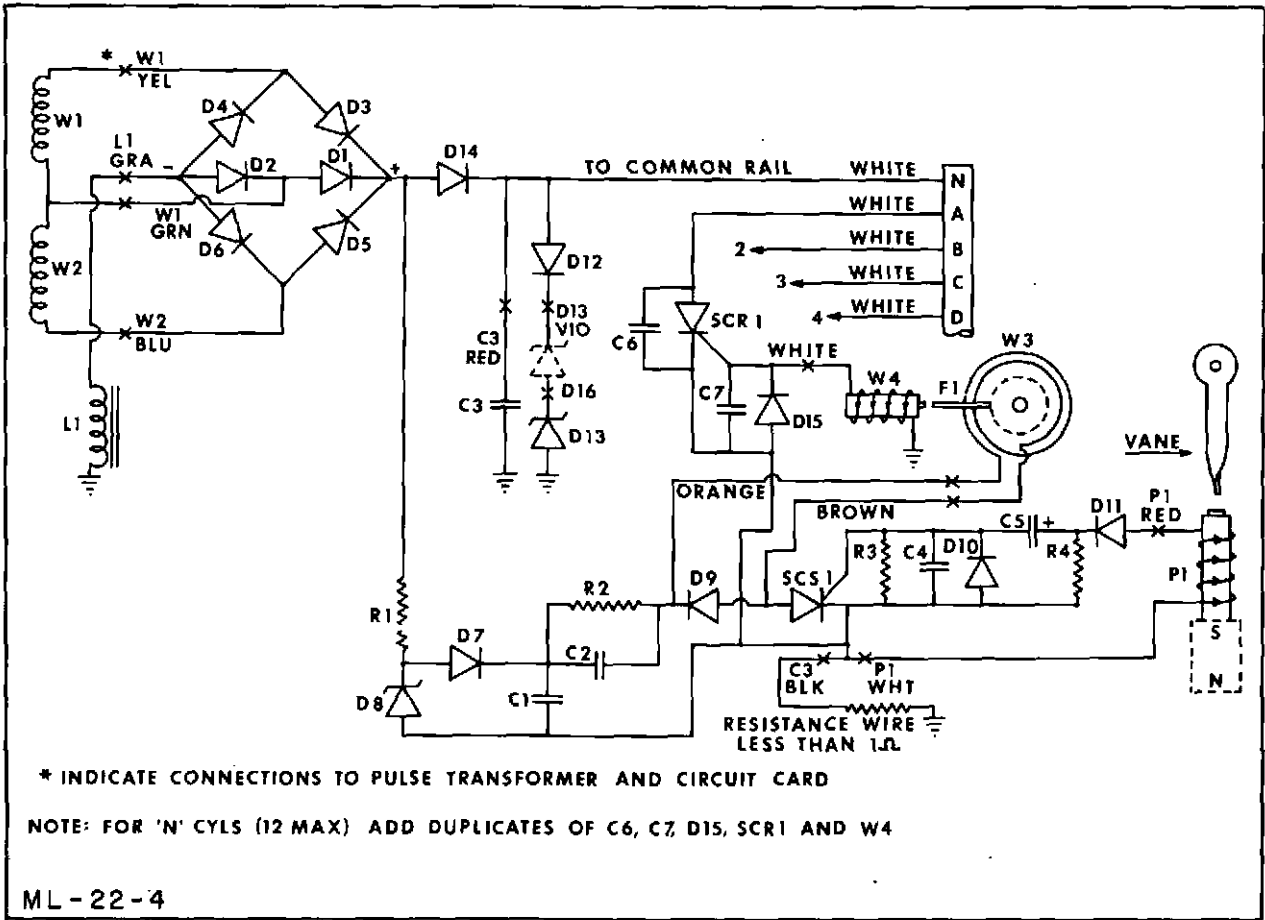 * W1
YEL
D4
D3
W1
L1
GRA
-
D2
D1
+
D14
TO COMMON RAIL
WHITE
N
WHITE
A
W1
GRN
D6
D5
2
WHITE
B
W2
D12
3
WHITE
C
W2
BLU
D13
VIO
4
WHITE
D
C3
RED
C6
SCR 1
W3
WHITE
W4
F1
L1
C3
D16
C7
D15
D13
VANE
ORANGE
BROWN
C5 +
D11
P1
RED
R3
C4
D10
R4
P1
R1
R2
D9
SCS 1
D7
C2
S
C3
BLK
P1
WHT
N
D8
C1
RESISTANCE WIRE
LESS THAN 1Ω
* INDICATE CONNECTIONS TO PULSE TRANSFORMER AND CIRCUIT CARD
NOTE: FOR 'N' CYLS (12 MAX) ADD DUPLICATES OF C6, C7, D15, SCR1 AND W4
ML-22-4